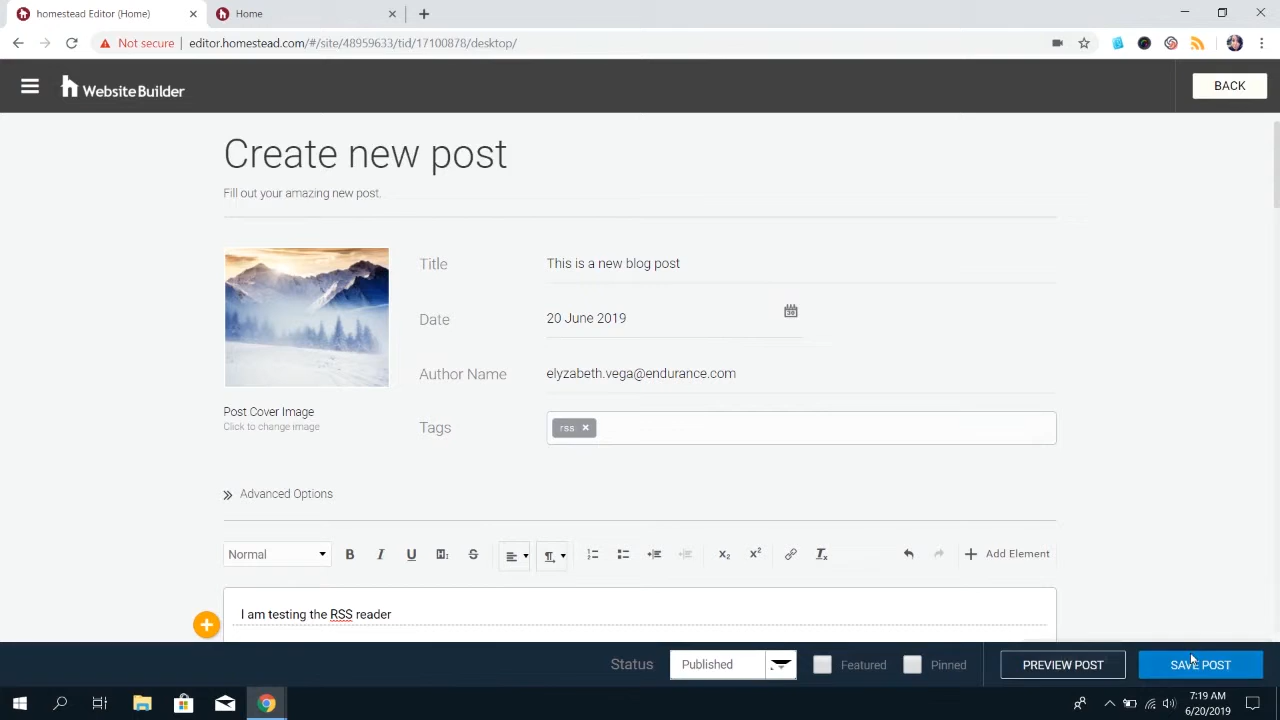 homestead Editor (Home)
Home
Not secure
editor.homestead.com/#/site/48959633/tid/17100878/desktop/
WebsiteBuilder
BACK
Create new post
Fill out your amazing new post.
Title
This is a new blog post
Date
20 June 2019
Author Name
elyzabeth.vega@endurance.com
Post Cover Image
Click to change image
Tags
rss
Advanced Options
Normal
Add Element
I am testing the RSS reader
Status
Published
Featured
Pinned
PREVIEW POST
SAVE POST
7:19 AM
6/20/2019